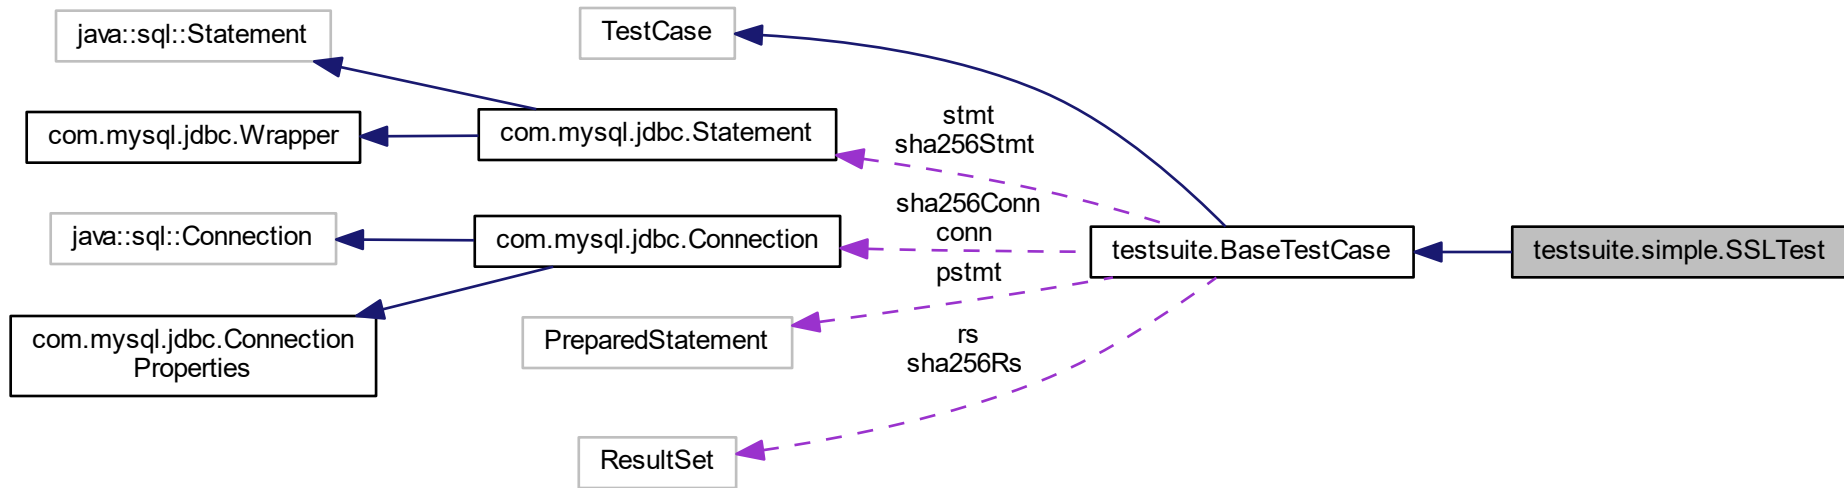 java::sql::Statement
TestCase
com.mysql.jdbc.Wrapper
com.mysql.jdbc.Statement
stmt
sha256Stmt
java::sql::Connection
com.mysql.jdbc.Connection
sha256Conn
conn
testsuite.BaseTestCase
testsuite.simple.SSLTest
com.mysql.jdbc.Connection
Properties
PreparedStatement
pstmt
rs
sha256Rs
ResultSet